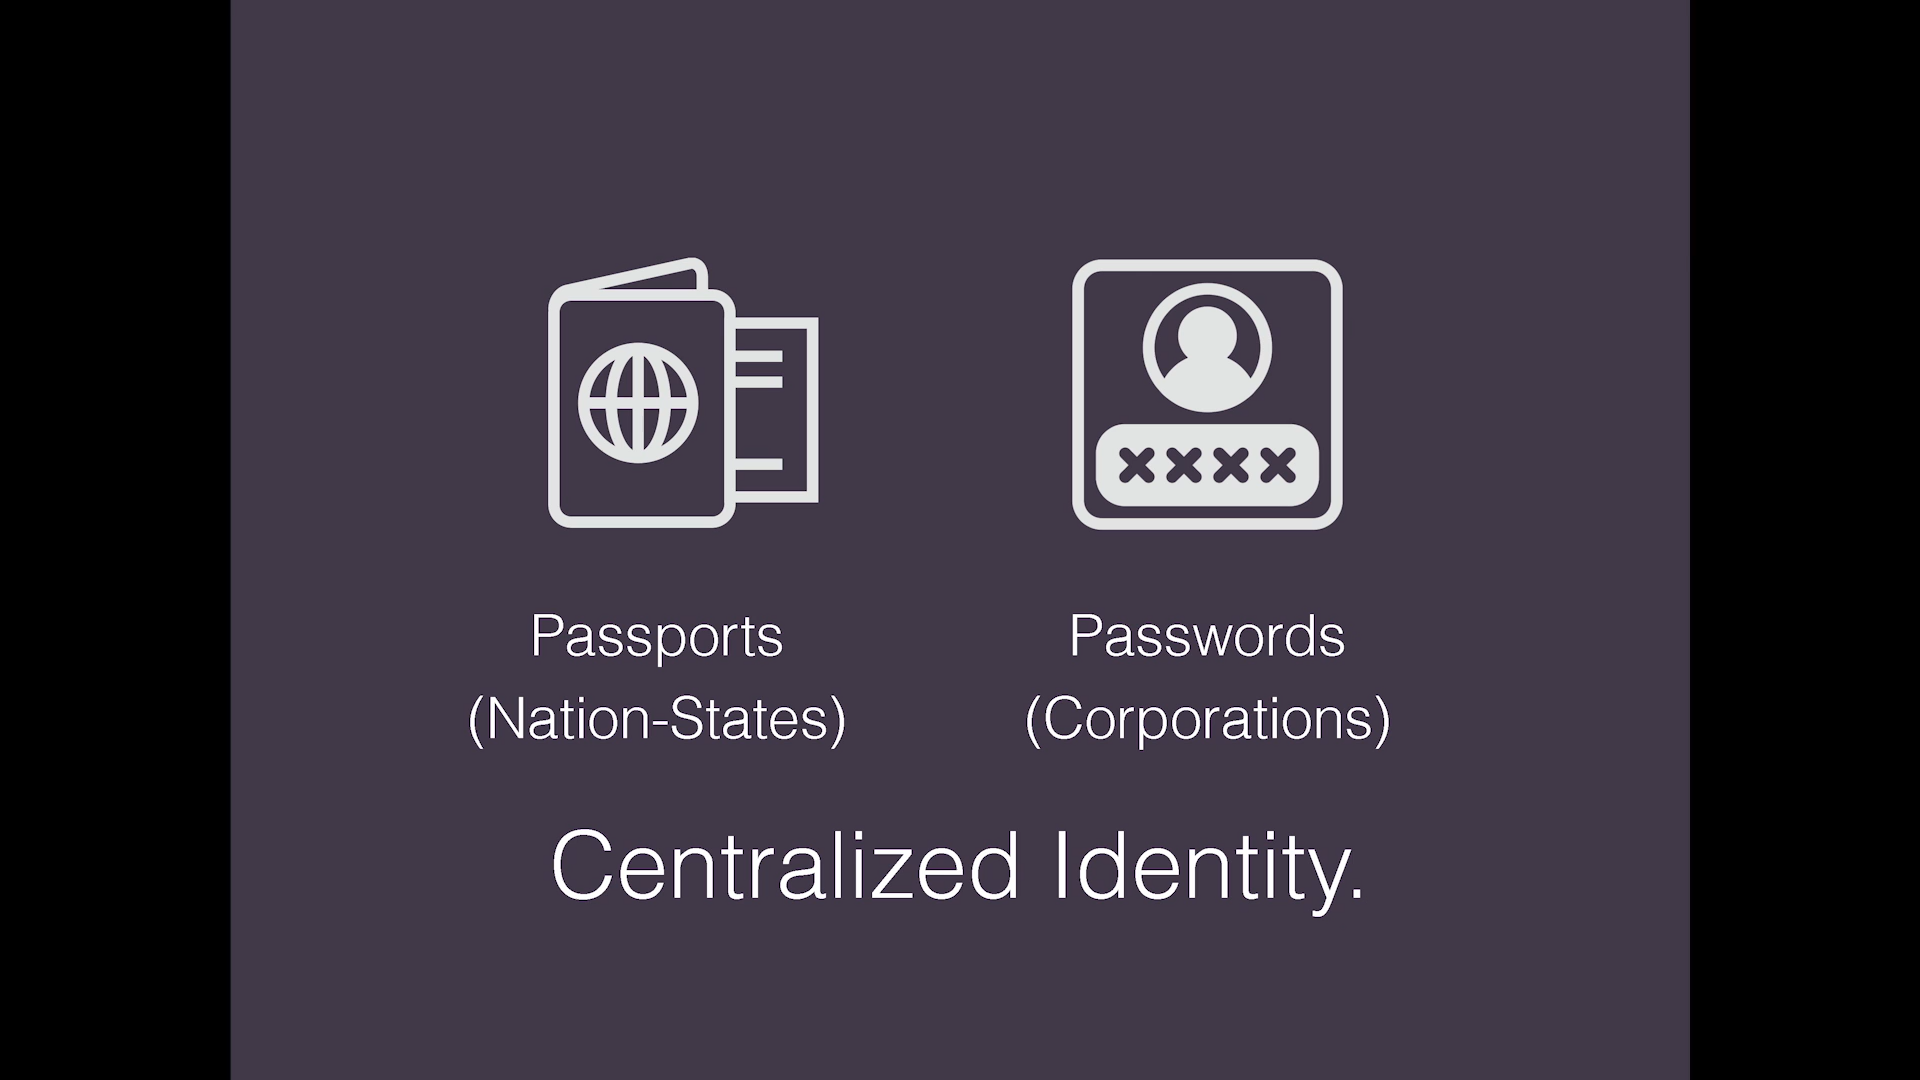 Passports
(Nation-States)
Passwords
(Corporations)
Centralized Identity.